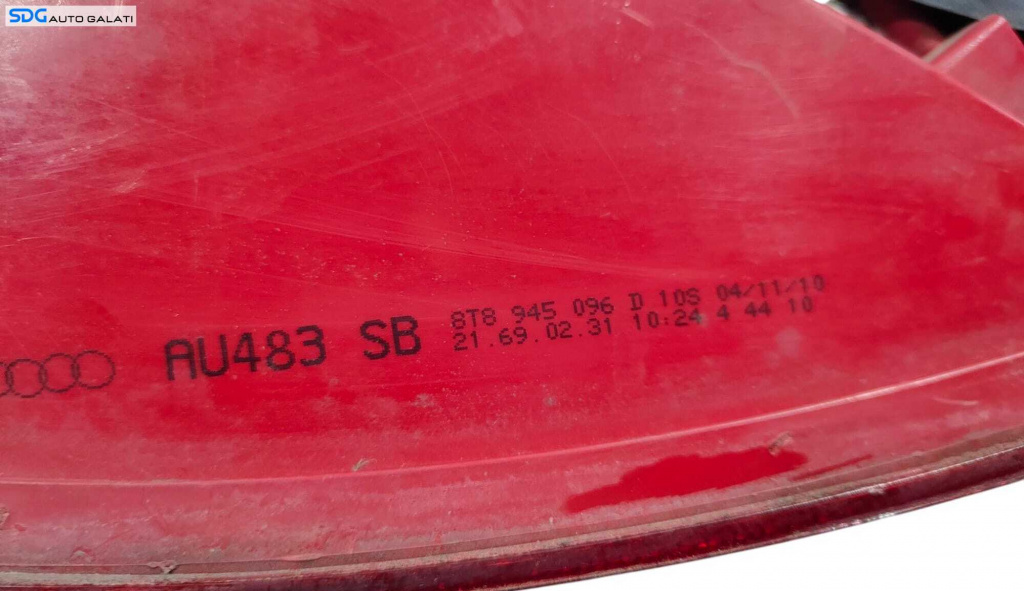 SDG AUTO GALATI
AU483 SB
8T8 945 096 D 10S 04/11/10
21.69.02.31 10:24 4 44 10